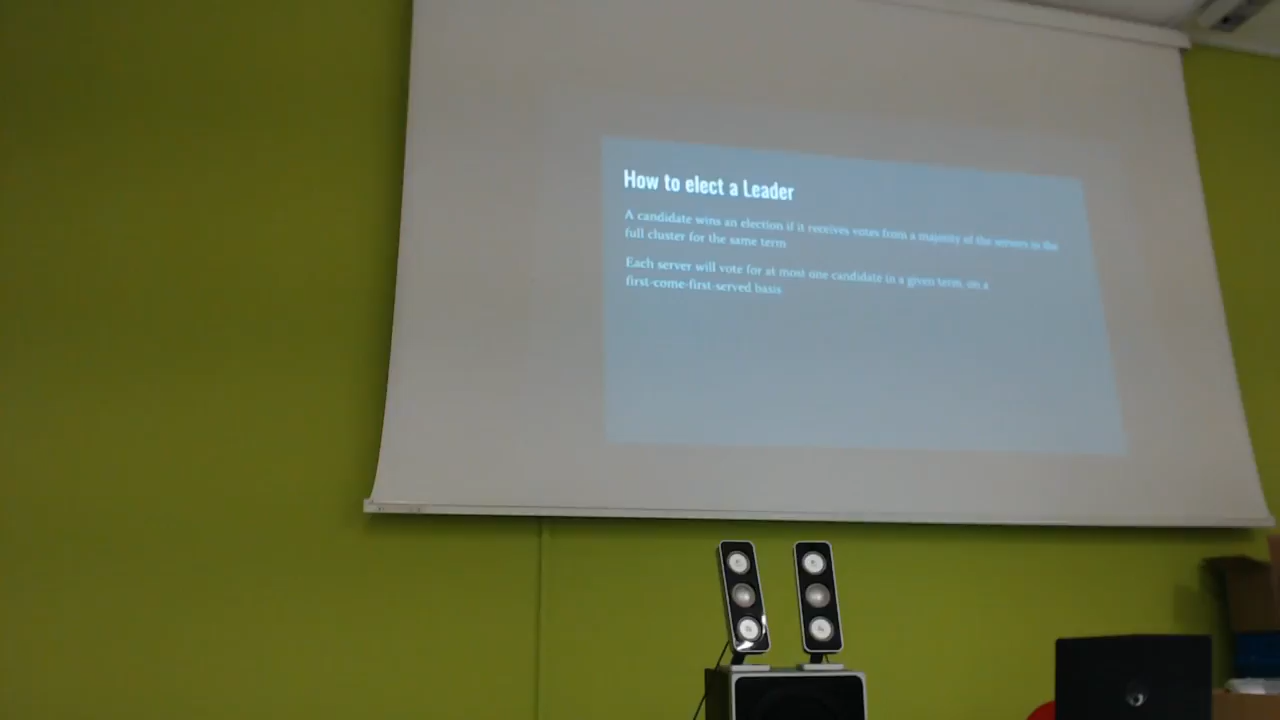 How to elect a Leader
A candidate wins an election if it receives votes from a majority of the servers in the
full cluster for the same term
Each server will vote for at most one candidate in a given term, on a
first-come-first-served basis